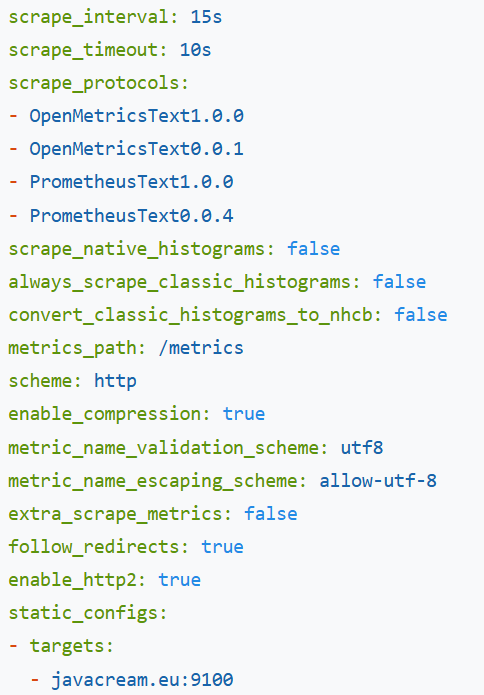 scrape_interval: 15s
scrape_timeout: 10s
scrape_protocols:
- OpenMetricsText1.0.0
- OpenMetricsText0.0.1
- PrometheusText1.0.0
- PrometheusText0.0.4
scrape_native_histograms: false
always_scrape_classic_histograms: false
convert_classic_histograms_to_nhcb: false
metrics_path: /metrics
scheme: http
enable_compression: true
metric_name_validation_scheme: utf8
metric_name_escaping_scheme: allow-utf-8
extra_scrape_metrics: false
follow_redirects: true
enable_http2: true
static_configs:
- targets:
  - javacream.eu:9100